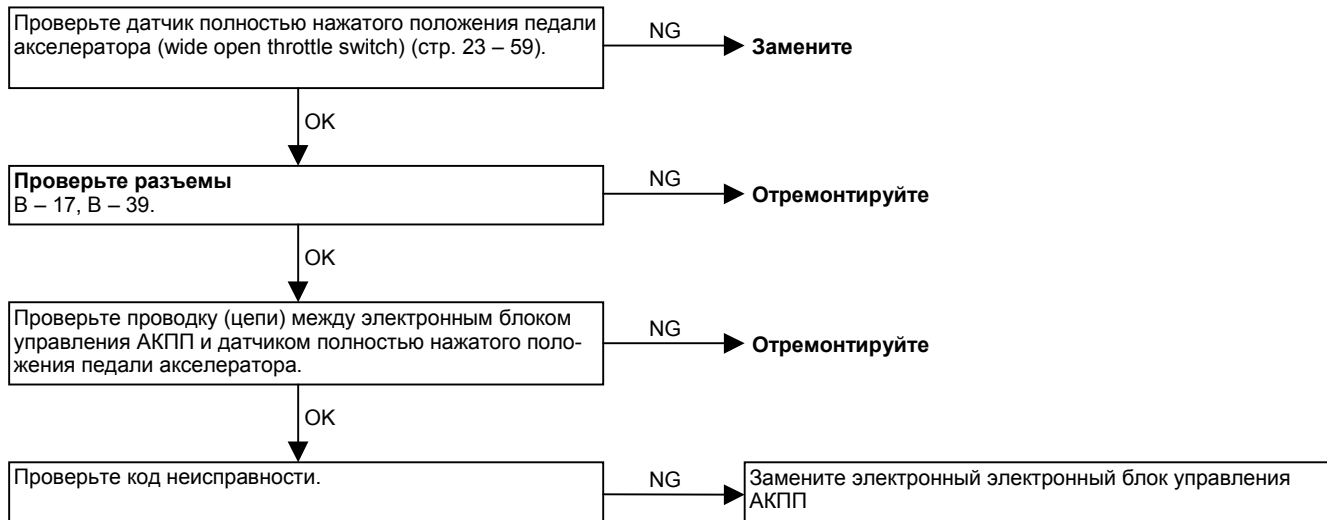 Проверьте датчик полностью нажатого положения педали
акселератора (wide open throttle switch) (стр. 23 – 59).
NG
Замените
OK
Проверьте разъемы
В – 17, В – 39.
NG
Отремонтируйте
OK
Проверьте проводку (цепи) между электронным блоком
управления АКПП и датчиком полностью нажатого поло-
жения педали акселератора.
NG
Отремонтируйте
OK
Проверьте код неисправности.
NG
Замените электронный электронный блок управления
АКПП